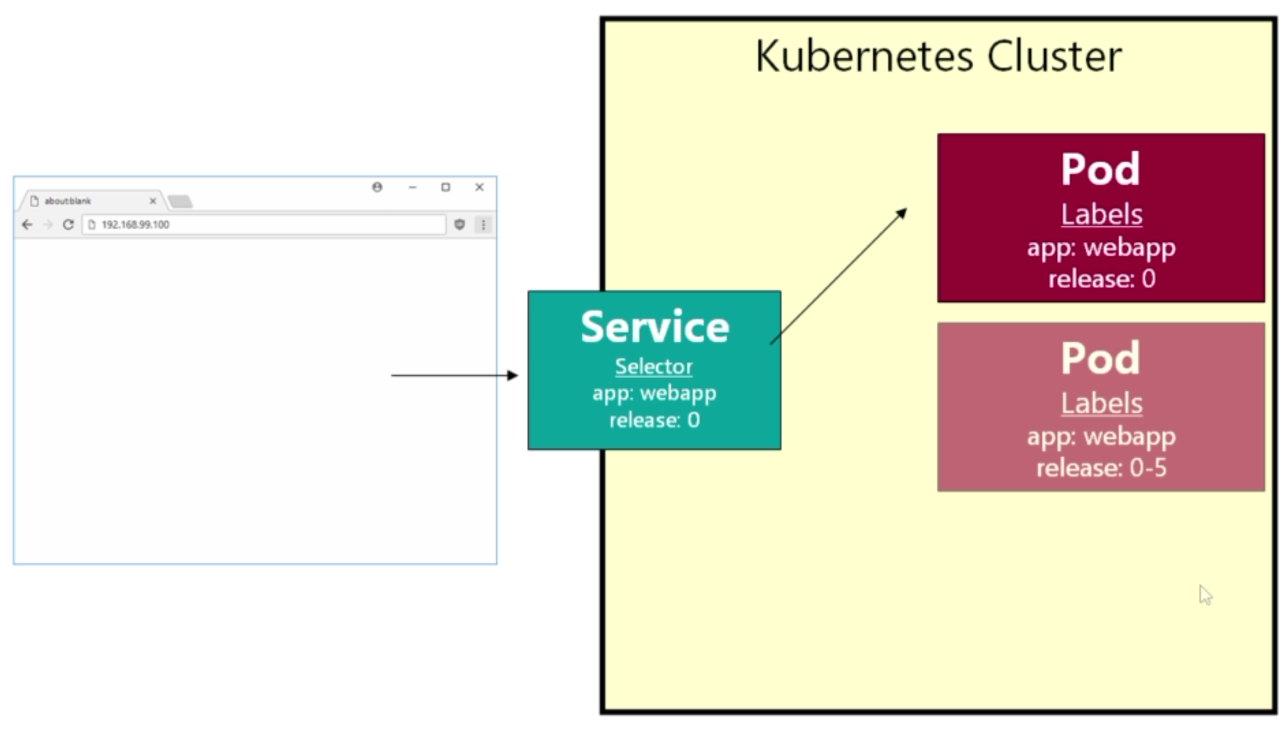 Kubernetes Cluster
about:blank
192.168.99.100
Service
Selector
app: webapp
release: 0
Pod
Labels
app: webapp
release: 0
Pod
Labels
app: webapp
release: 0-5